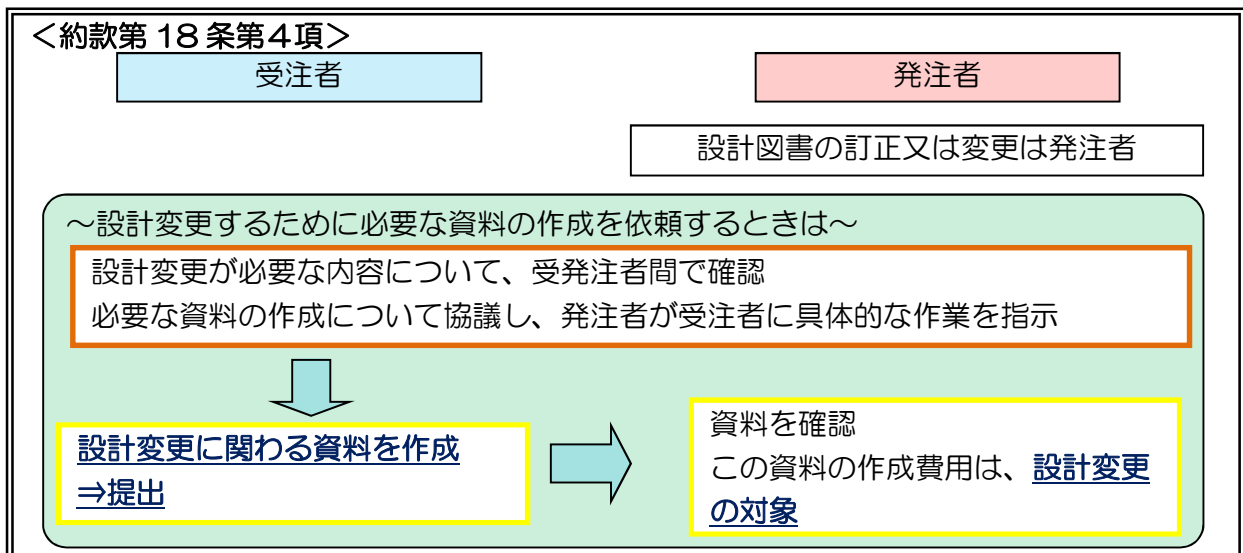 ＜約款第 18 条第４項＞
受注者
発注者
設計図書の訂正又は変更は発注者
～設計変更するために必要な資料の作成を依頼するときは～
設計変更が必要な内容について、受発注者間で確認
必要な資料の作成について協議し、発注者が受注者に具体的な作業を指示
設計変更に関わる資料を作成
⇒提出
資料を確認
この資料の作成費用は、設計変更
の対象